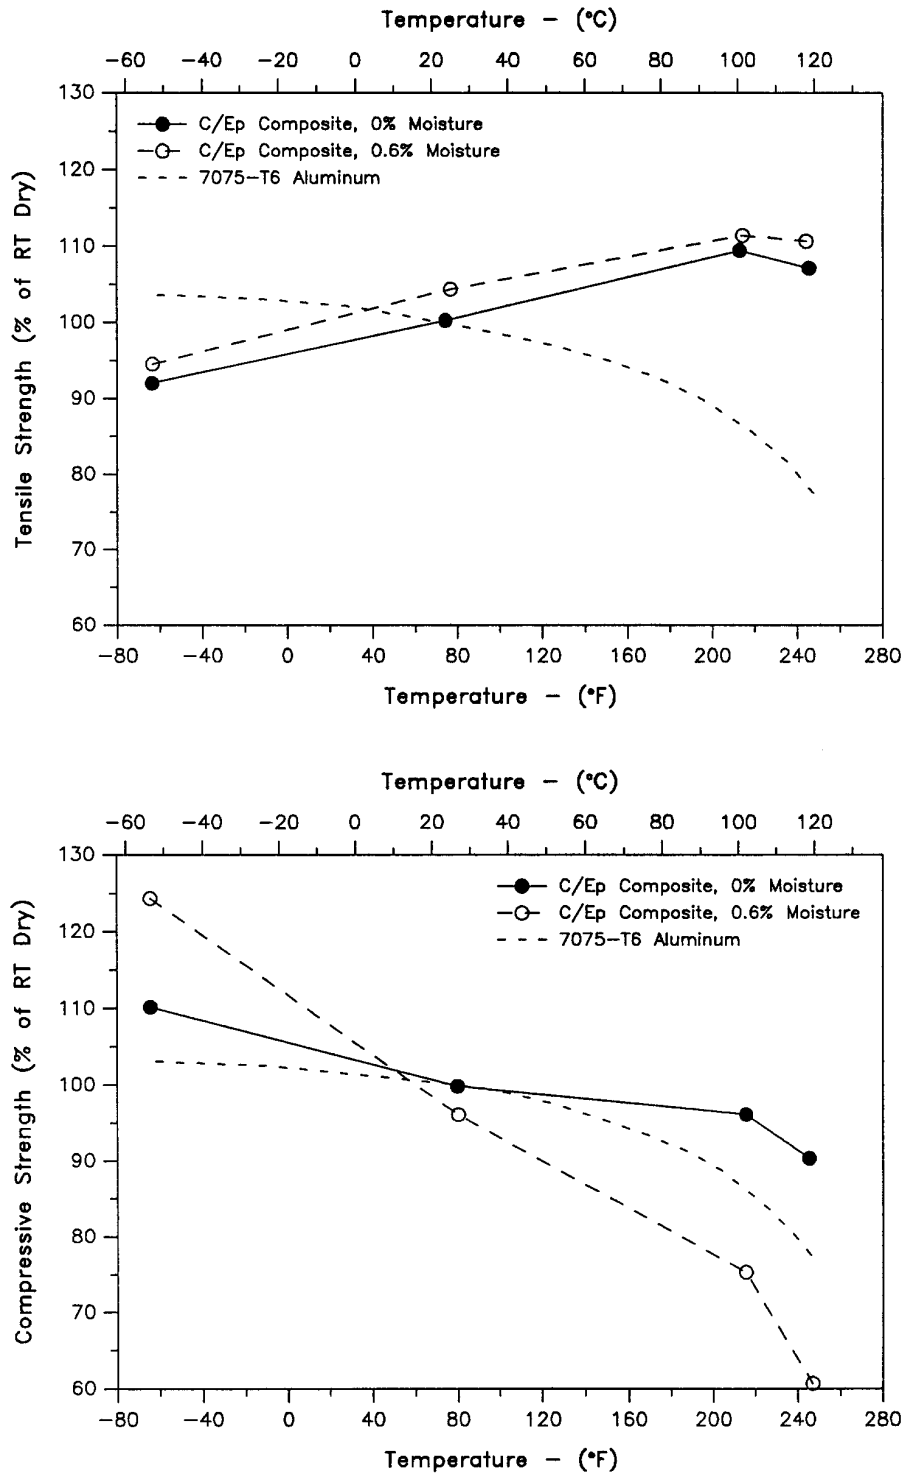 Temperature - (°C)
-60 -40 -20 0 20 40 60 80 100 120
130
120
110
100
90
80
70
60
Tensile Strength (% of RT Dry)
C/Ep Composite, 0% Moisture
C/Ep Composite, 0.6% Moisture
7075-T6 Aluminum
-80 -40 0 40 80 120 160 200 240 280
Temperature - (°F)
Temperature - (°C)
-60 -40 -20 0 20 40 60 80 100 120
130
120
110
100
90
80
70
60
Compressive Strength (% of RT Dry)
C/Ep Composite, 0% Moisture
C/Ep Composite, 0.6% Moisture
7075-T6 Aluminum
-80 -40 0 40 80 120 160 200 240 280
Temperature - (°F)